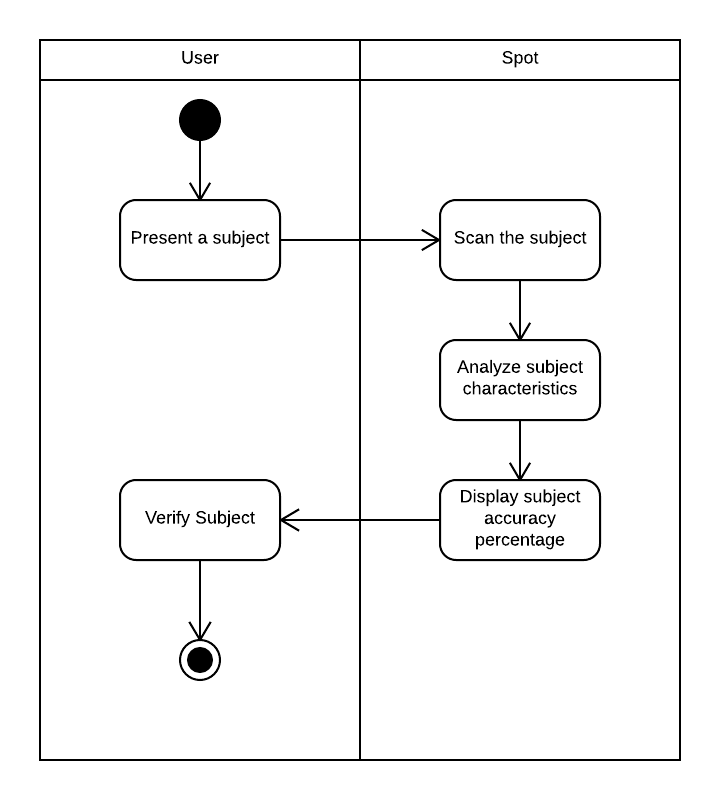 User
Spot
Present a subject
Scan the subject
Analyze subject
characteristics
Display subject
accuracy
percentage
Verify Subject